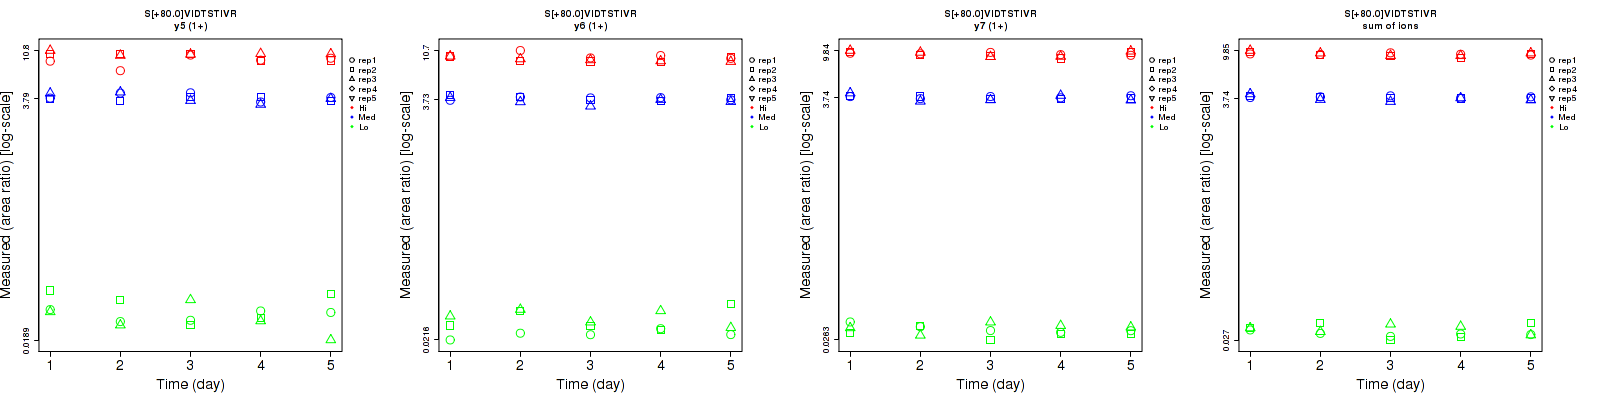 S[+80.0]VIDTSTIVR
y5 (1+)
Measured (area ratio) [log-scale]
10.8
3.79
0.0189
1 2 3 4 5
Time (day)
rep1
rep2
rep3
rep4
rep5
Hi
Med
Lo
S[+80.0]VIDTSTIVR
y6 (1+)
Measured (area ratio) [log-scale]
10.7
3.73
0.0216
1 2 3 4 5
Time (day)
rep1
rep2
rep3
rep4
rep5
Hi
Med
Lo
S[+80.0]VIDTSTIVR
y7 (1+)
Measured (area ratio) [log-scale]
9.84
3.74
0.0263
1 2 3 4 5
Time (day)
rep1
rep2
rep3
rep4
rep5
Hi
Med
Lo
S[+80.0]VIDTSTIVR
sum of ions
Measured (area ratio) [log-scale]
9.85
3.74
0.027
1 2 3 4 5
Time (day)
rep1
rep2
rep3
rep4
rep5
Hi
Med
Lo